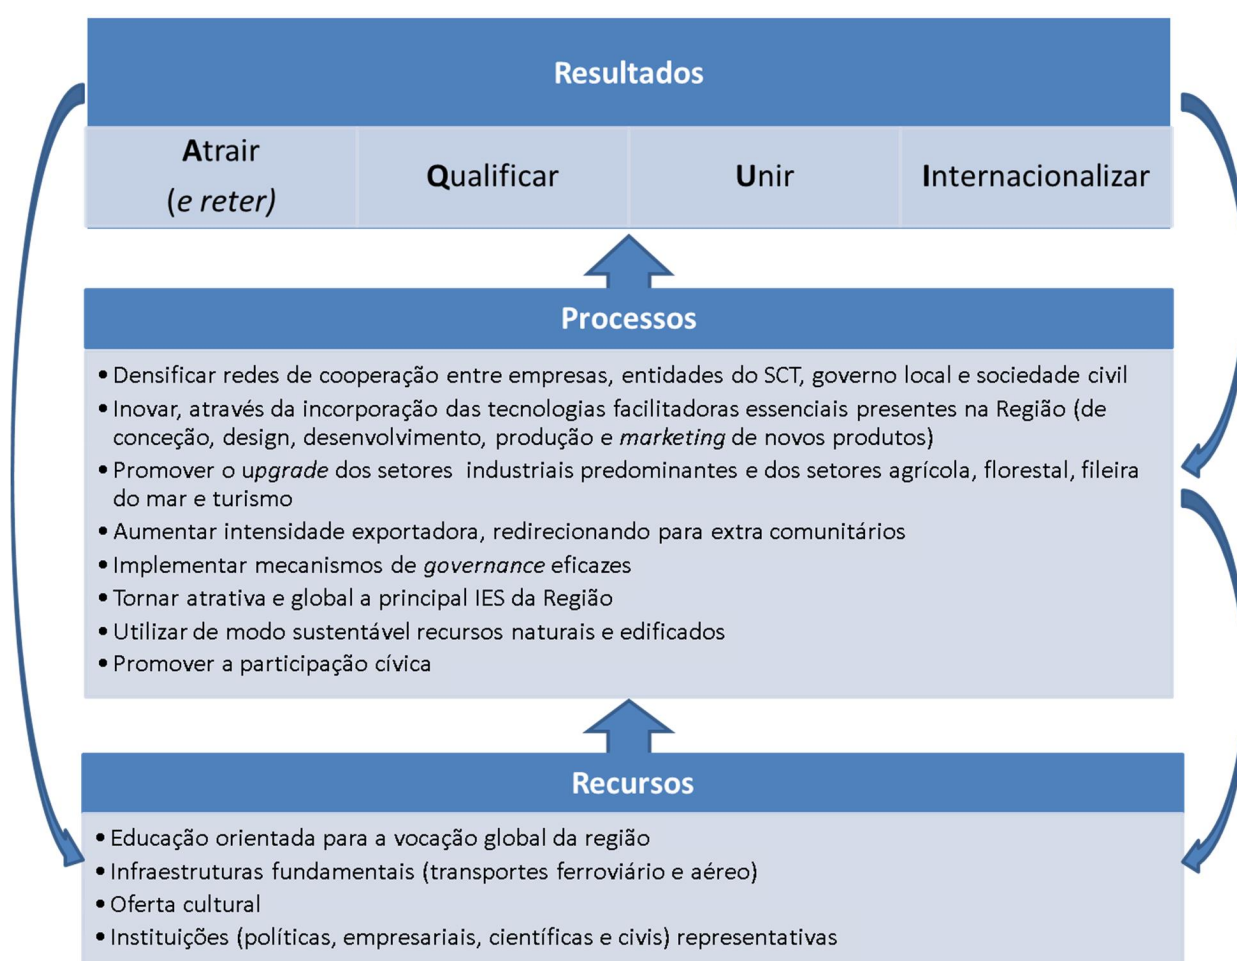 Resultados
Atrair
(e reter)
Qualificar
Unir
Internacionalizar
Processos
• Densificar redes de cooperação entre empresas, entidades do SCT, governo local e sociedade civil
• Inovar, através da incorporação das tecnologias facilitadoras essenciais presentes na Região (de
conceção, design, desenvolvimento, produção e marketing de novos produtos)
• Promover o upgrade dos setores industriais predominantes e dos setores agrícola, florestal, fileira
do mar e turismo
• Aumentar intensidade exportadora, redirecionando para extra comunitários
• Implementar mecanismos de governance eficazes
• Tornar atrativa e global a principal IES da Região
• Utilizar de modo sustentável recursos naturais e edificados
• Promover a participação cívica
Recursos
• Educação orientada para a vocação global da região
• Infraestruturas fundamentais (transportes ferroviário e aéreo)
• Oferta cultural
• Instituições (políticas, empresariais, científicas e civis) representativas